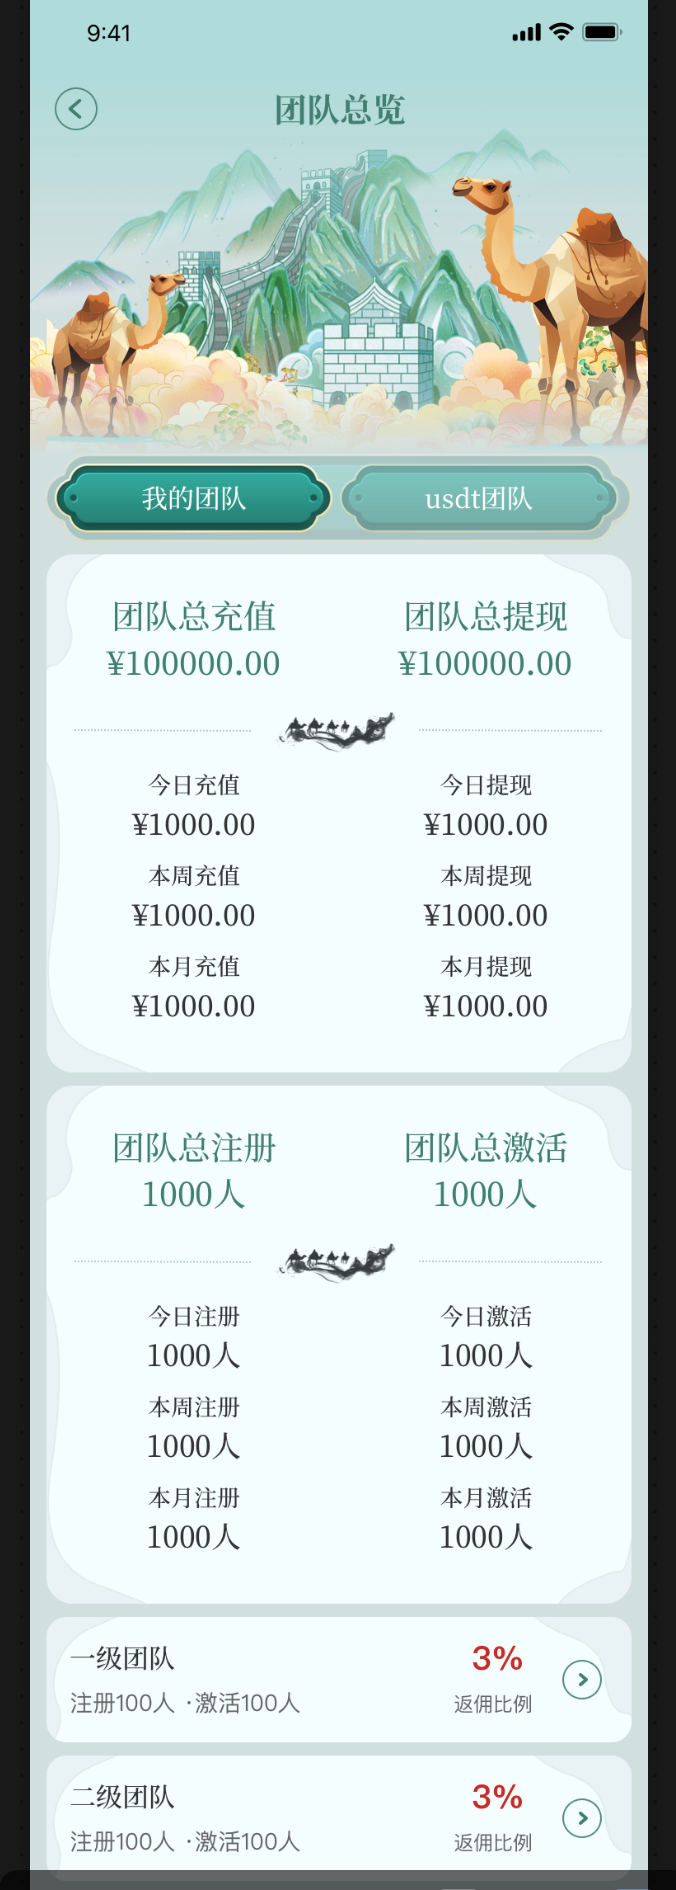 9:41
团队总览
我的团队 usdt团队
团队总充值 团队总提现
¥100000.00 ¥100000.00
今日充值 今日提现
¥1000.00 ¥1000.00
本周充值 本周提现
¥1000.00 ¥1000.00
本月充值 本月提现
¥1000.00 ¥1000.00
团队总注册 团队总激活
1000人 1000人
今日注册 今日激活
1000人 1000人
本周注册 本周激活
1000人 1000人
本月注册 本月激活
1000人 1000人
一级团队 3%
注册100人 ·激活100人 返佣比例
二级团队 3%
注册100人 ·激活100人 返佣比例